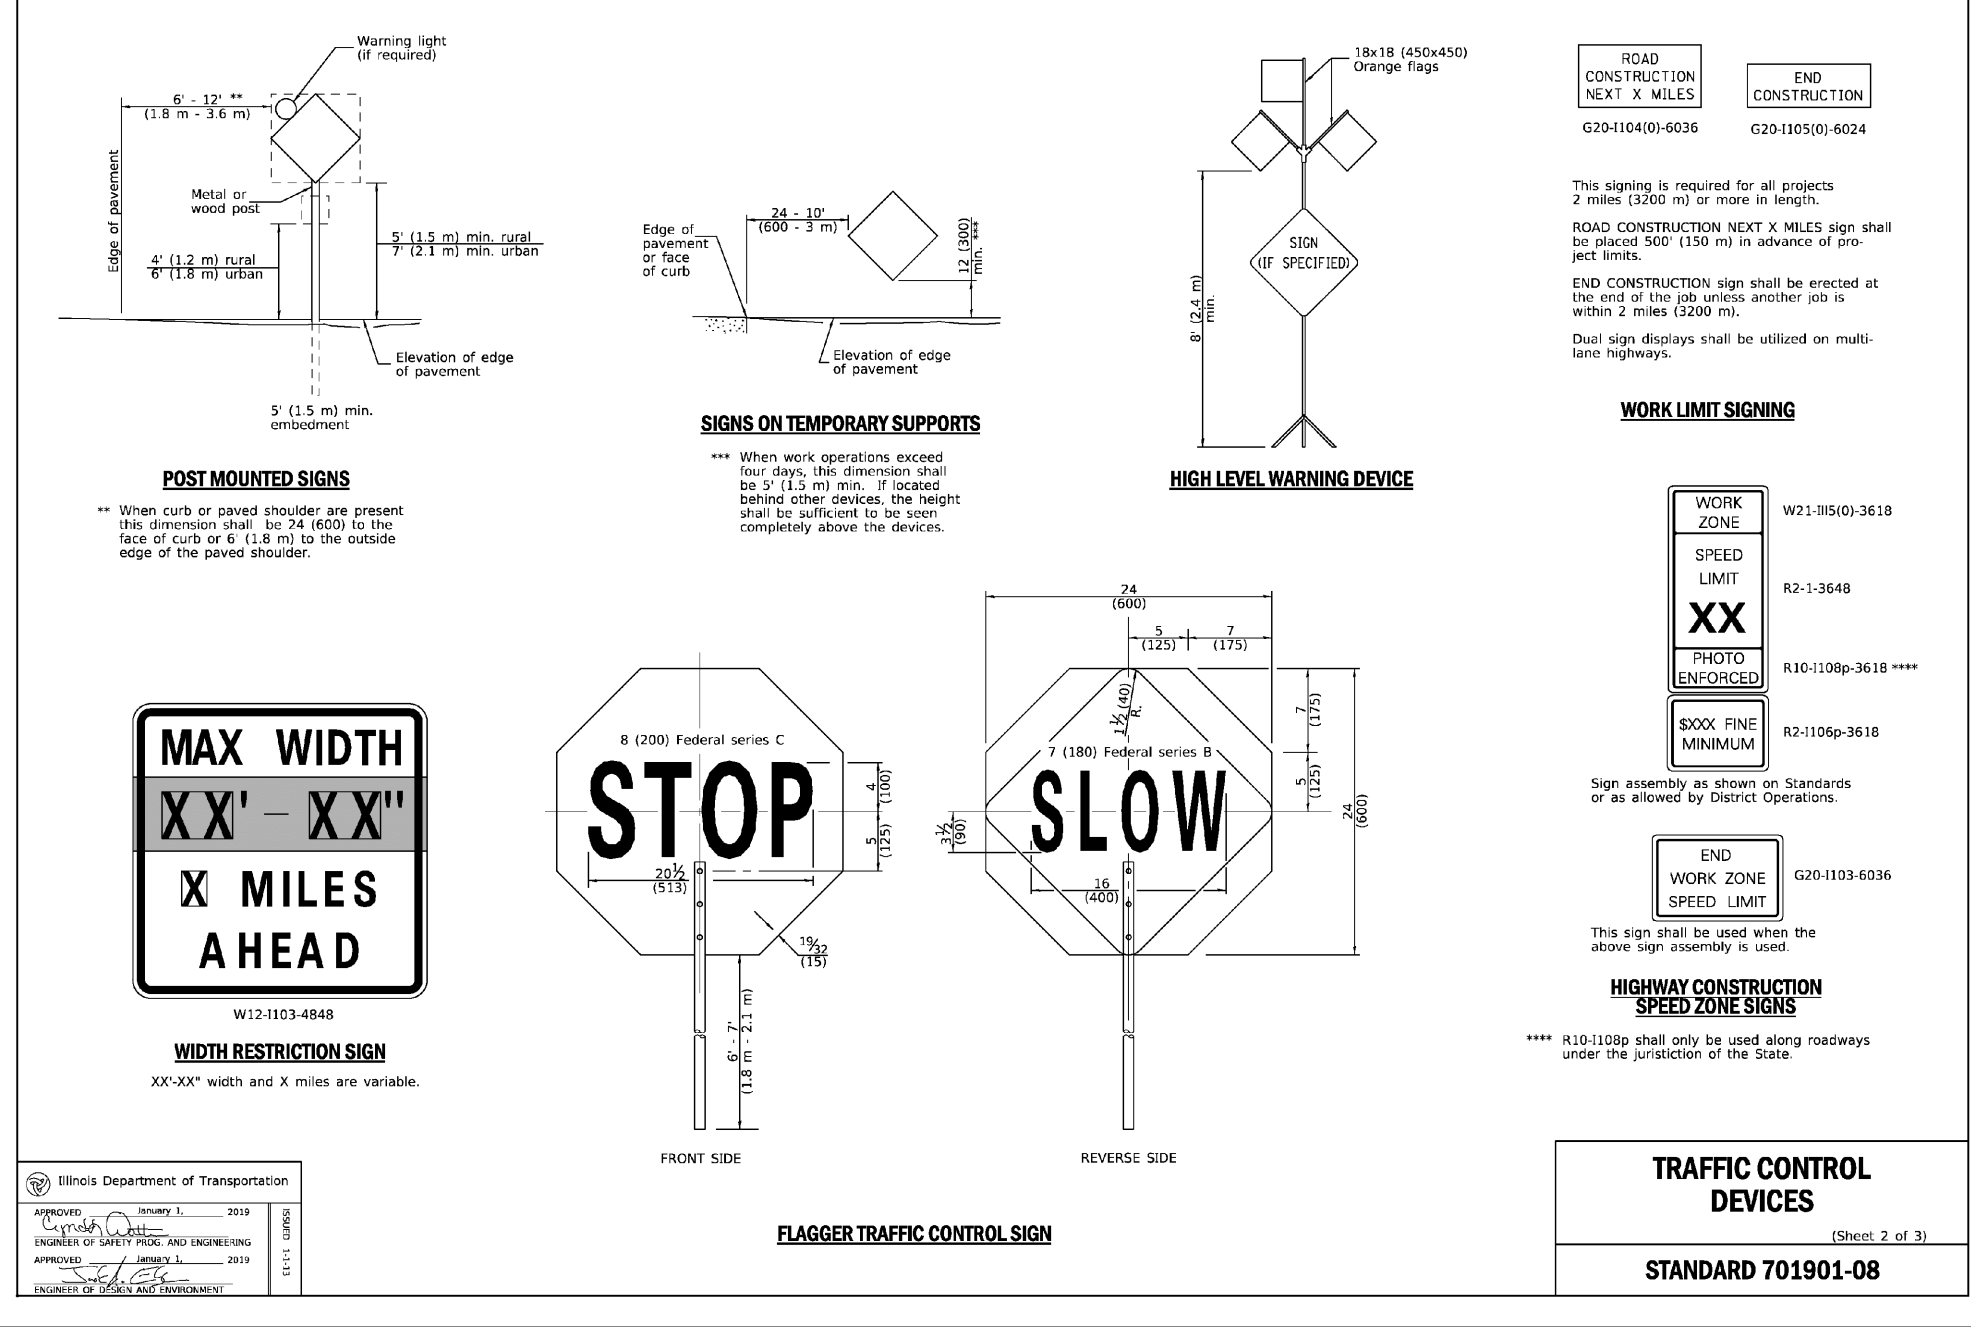 Warning light
(if required)
6' - 12' **
(1.8 m - 3.6 m)
Edge of pavement
Metal or
wood post
5' (1.5 m) min. rural
7' (2.1 m) min. urban
4' (1.2 m) rural
6' (1.8 m) urban
Elevation of edge
of pavement
5' (1.5 m) min.
embedment
POST MOUNTED SIGNS
** When curb or paved shoulder are present
this dimension shall be 24 (600) to the
face of curb or 6' (1.8 m) to the outside
edge of the paved shoulder.
24 - 10'
(600 - 3 m)
Edge of
pavement
or face
of curb
12 (300)
min. ***
Elevation of edge
of pavement
SIGNS ON TEMPORARY SUPPORTS
*** When work operations exceed
four days, this dimension shall
be 5' (1.5 m) min. If located
behind other devices, the height
shall be sufficient to be seen
completely above the devices.
18x18 (450x450)
Orange flags
SIGN
(IF SPECIFIED)
8' (2.4 m)
min.
HIGH LEVEL WARNING DEVICE
ROAD
CONSTRUCTION
NEXT X MILES
G20-I104(0)-6036
END
CONSTRUCTION
G20-I105(0)-6024
This signing is required for all projects
2 miles (3200 m) or more in length.
ROAD CONSTRUCTION NEXT X MILES sign shall
be placed 500' (150 m) in advance of pro-
ject limits.
END CONSTRUCTION sign shall be erected at
the end of the job unless another job is
within 2 miles (3200 m).
Dual sign displays shall be utilized on multi-
lane highways.
WORK LIMIT SIGNING
MAX WIDTH
XX' - XX"
X MILES
AHEAD
W12-I103-4848
WIDTH RESTRICTION SIGN
XX'-XX" width and X miles are variable.
8 (200) Federal series C
STOP
4
(100)
5
(125)
20½
(513)
19/32
(15)
6' - 7'
(1.8 m - 2.1 m)
FRONT SIDE
24
(600)
5
(125)
7
(175)
1½ (40)
R.
7 (180) Federal series B
SLOW
7
(175)
5
(125)
24
(600)
3½
(90)
16
(400)
REVERSE SIDE
FLAGGER TRAFFIC CONTROL SIGN
WORK
ZONE
W21-III5(0)-3618
SPEED
LIMIT
XX
R2-1-3648
PHOTO
ENFORCED
R10-I108p-3618 ****
$XXX FINE
MINIMUM
R2-I106p-3618
Sign assembly as shown on Standards
or as allowed by District Operations.
END
WORK ZONE
SPEED LIMIT
G20-I103-6036
This sign shall be used when the
above sign assembly is used.
HIGHWAY CONSTRUCTION
SPEED ZONE SIGNS
**** R10-I108p shall only be used along roadways
under the juristiction of the State.
Illinois Department of Transportation
APPROVED January 1, 2019
ENGINEER OF SAFETY PROG. AND ENGINEERING
APPROVED January 1, 2019
ENGINEER OF DESIGN AND ENVIRONMENT
ISSUED 1-1-13
TRAFFIC CONTROL
DEVICES
(Sheet 2 of 3)
STANDARD 701901-08